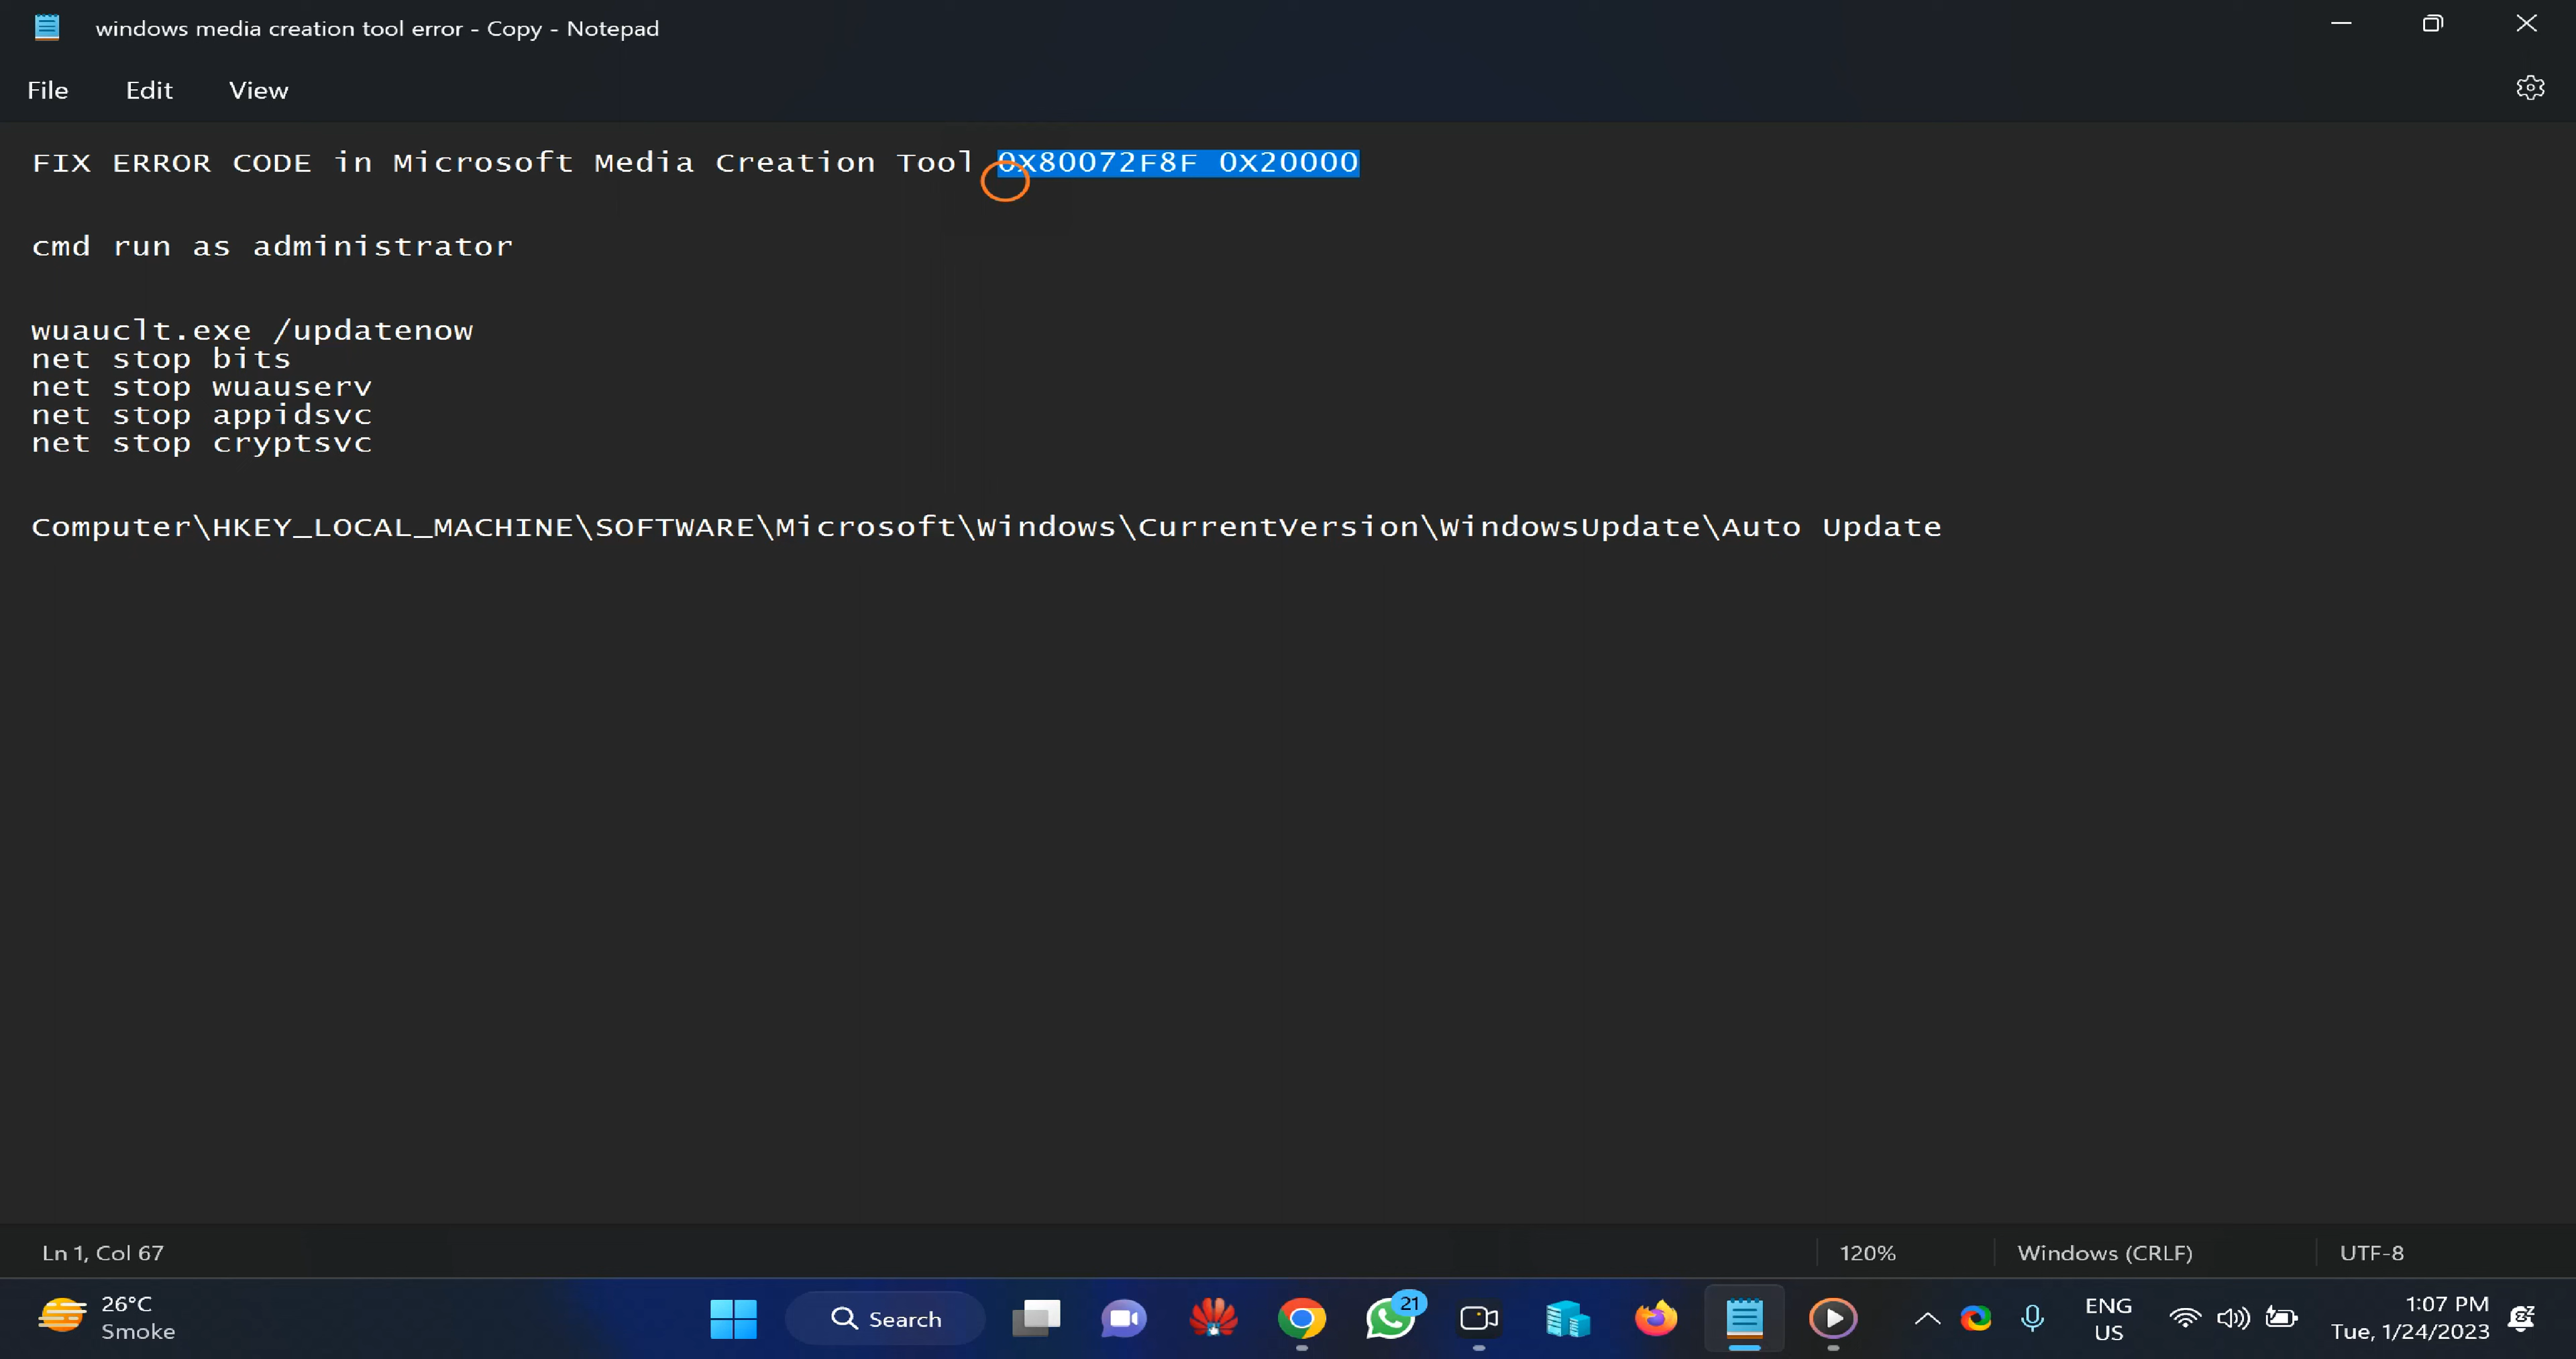 windows media creation tool error - Copy - Notepad
File Edit View
FIX ERROR CODE in Microsoft Media Creation Tool 0X80072F8F 0X20000
cmd run as administrator
wuauclt.exe /updatenow
net stop bits
net stop wuauserv
net stop appidsvc
net stop cryptsvc
Computer\HKEY_LOCAL_MACHINE\SOFTWARE\Microsoft\Windows\CurrentVersion\WindowsUpdate\Auto Update
Ln 1, Col 67 120% Windows (CRLF) UTF-8
26°C
Smoke
Search
21
ENG
US
1:07 PM
Tue, 1/24/2023